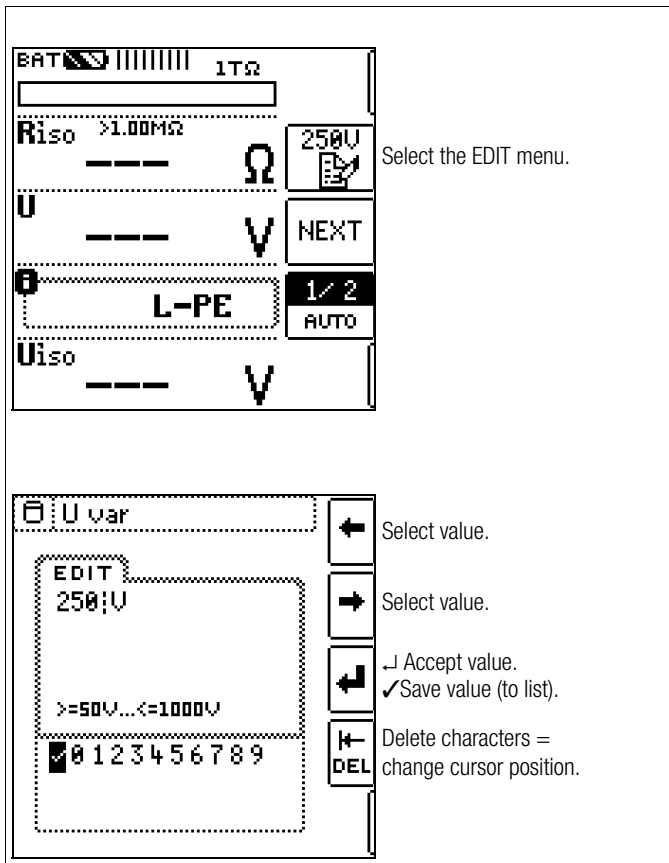 BAT 1TΩ
Riso >1.00MΩ
--- Ω
250V
Select the EDIT menu.
U
--- V
NEXT
L-PE
1/2
AUTO
Uiso
--- V
U var
Select value.
EDIT
250¦V
Select value.
↵ Accept value.
✓Save value (to list).
>=50V...<=1000V
✓0123456789
DEL
Delete characters =
change cursor position.